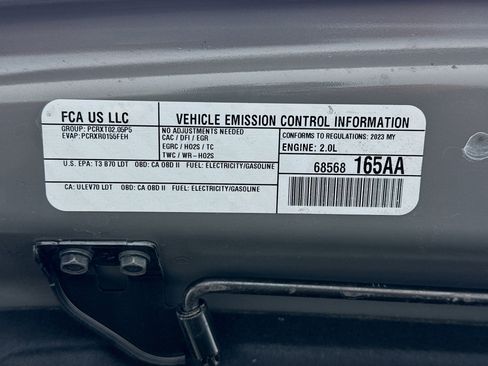 FCA US LLC
VEHICLE EMISSION CONTROL INFORMATION
GROUP: PCRXT02.05P5
EVAP: PCRXR0155FEH
NO ADJUSTMENTS NEEDED
CAC / DFI / EGR
EGRC / HO2S / TC
TWC / WR-HO2S
CONFORMS TO REGULATIONS: 2023 MY
ENGINE: 2.0L
U.S. EPA: T3 B70 LDT OBD: CA OBD II FUEL: ELECTRICITY/GASOLINE
68568 165AA
CA: ULEV70 LDT OBD: CA OBD II FUEL: ELECTRICITY/GASOLINE